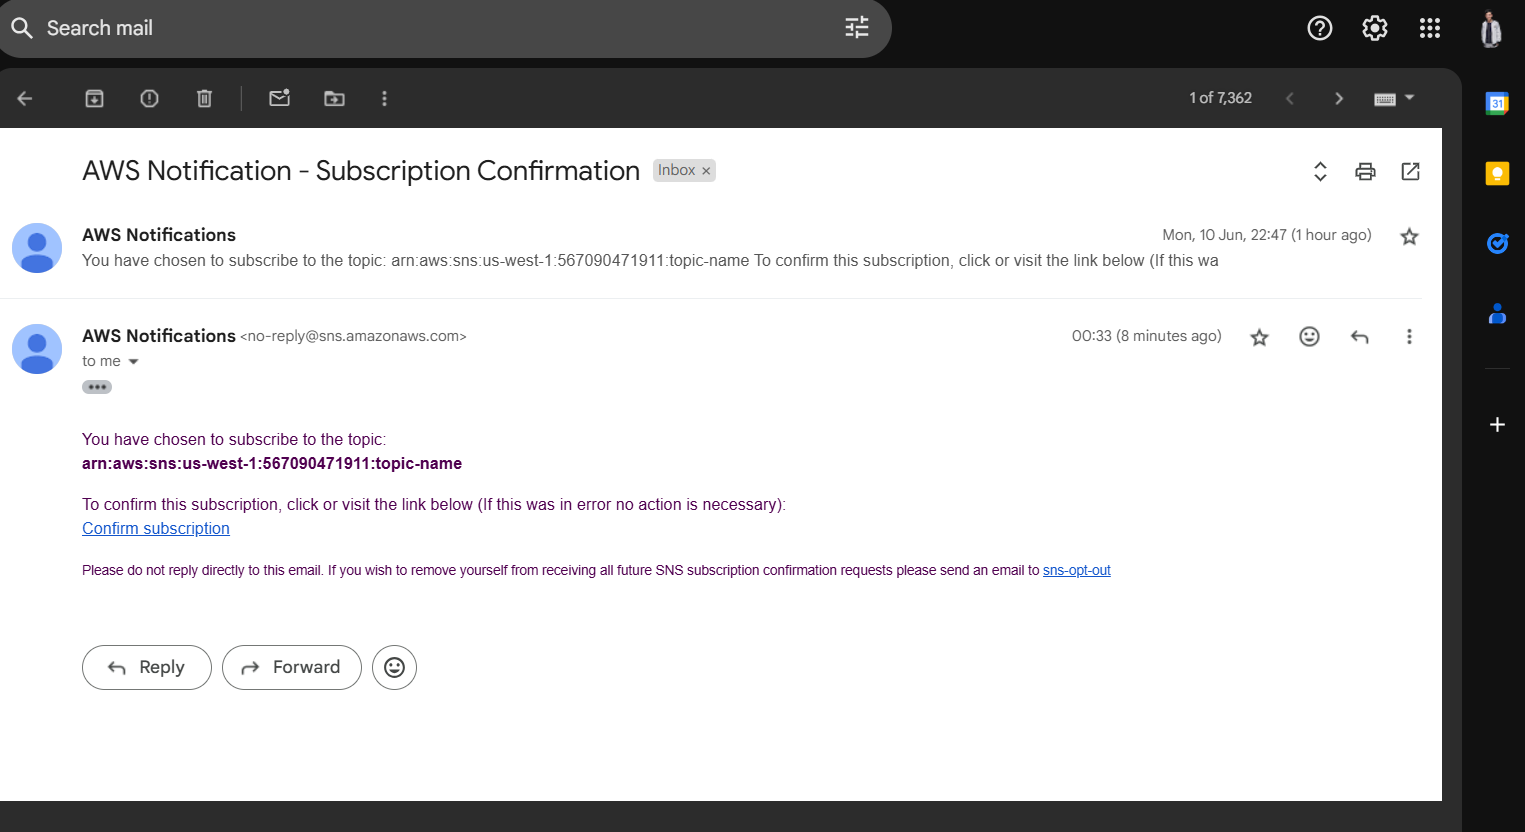 Search mail
1 of 7,362
31
AWS Notification - Subscription Confirmation Inbox ×
AWS Notifications Mon, 10 Jun, 22:47 (1 hour ago)
You have chosen to subscribe to the topic: arn:aws:sns:us-west-1:567090471911:topic-name To confirm this subscription, click or visit the link below (If this wa
AWS Notifications <no-reply@sns.amazonaws.com> 00:33 (8 minutes ago)
to me
You have chosen to subscribe to the topic:
arn:aws:sns:us-west-1:567090471911:topic-name
To confirm this subscription, click or visit the link below (If this was in error no action is necessary):
Confirm subscription
Please do not reply directly to this email. If you wish to remove yourself from receiving all future SNS subscription confirmation requests please send an email to sns-opt-out
Reply Forward